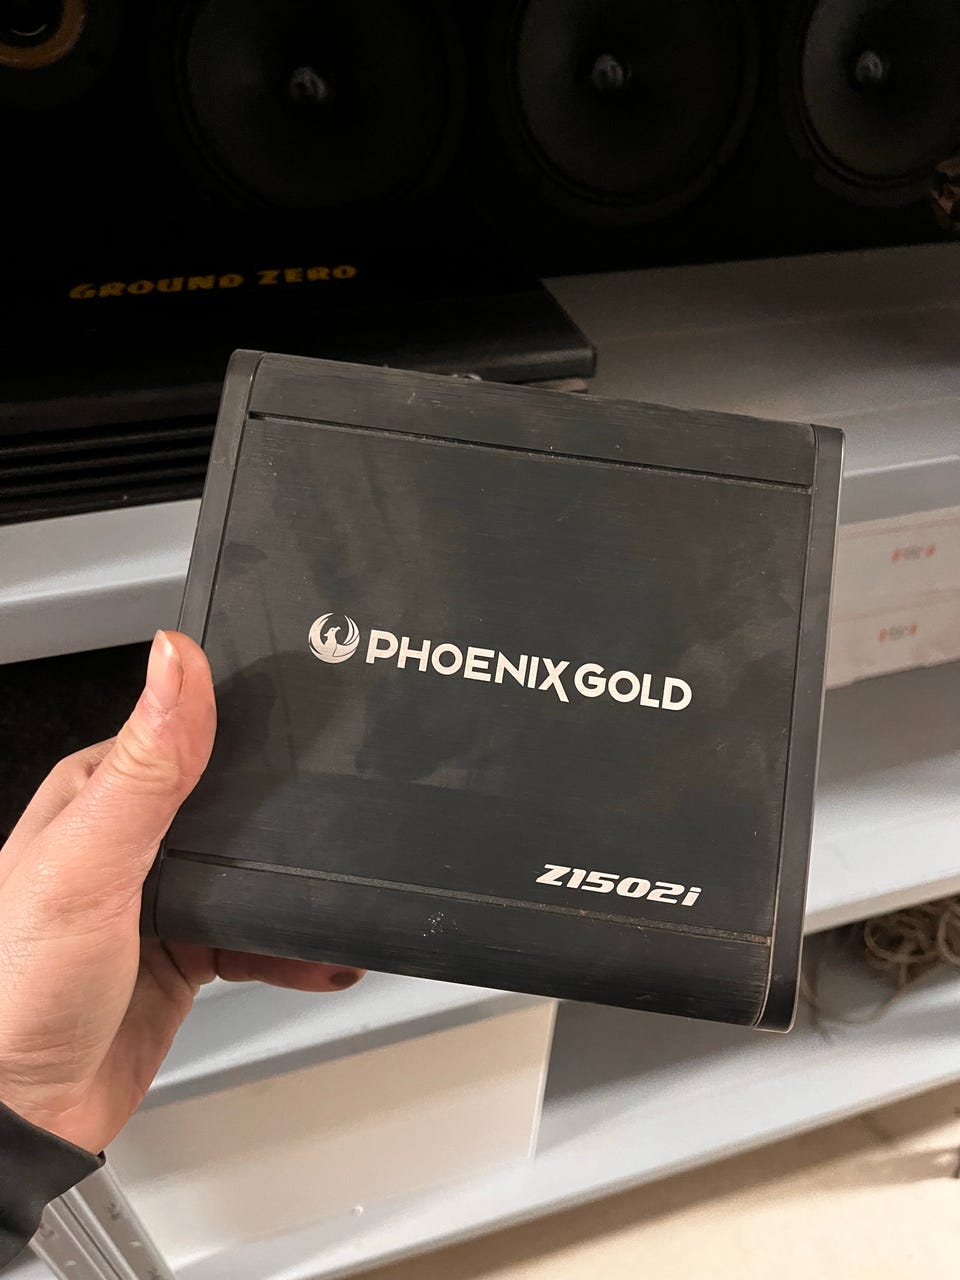 GROUND ZERO
PHOENIX GOLD
Z1502i